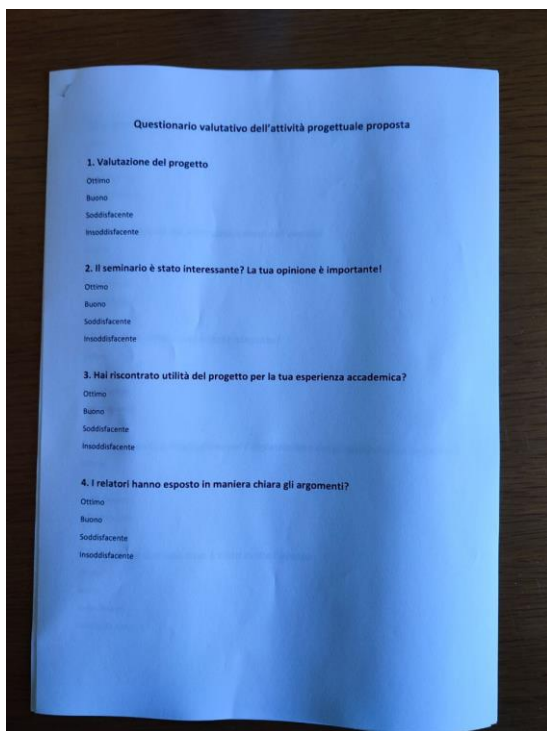 Questionario valutativo dell'attività progettuale proposta
1. Valutazione del progetto
Ottimo
Buono
Soddisfacente
Insoddisfacente
2. Il seminario è stato interessante? La tua opinione è importante!
Ottimo
Buono
Soddisfacente
Insoddisfacente
3. Hai riscontrato utilità del progetto per la tua esperienza accademica?
Ottimo
Buono
Soddisfacente
Insoddisfacente
4. I relatori hanno esposto in maniera chiara gli argomenti?
Ottimo
Buono
Soddisfacente
Insoddisfacente